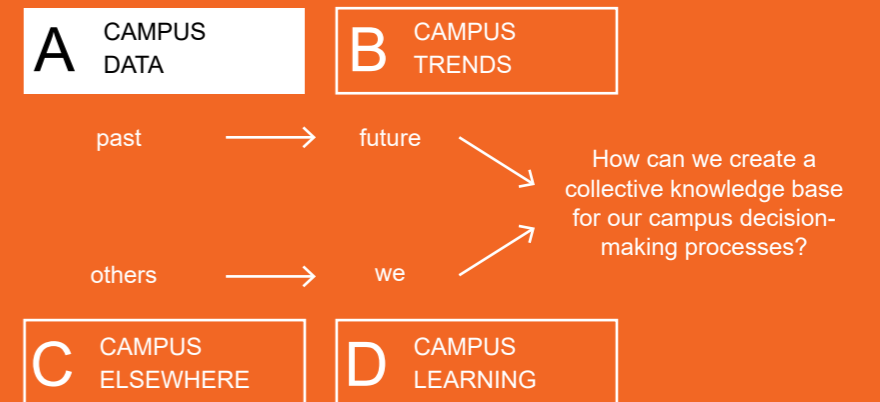 A CAMPUS
DATA
B CAMPUS
TRENDS
past
future
How can we create a
collective knowledge base
for our campus decision-
making processes?
others
we
C CAMPUS
ELSEWHERE
D CAMPUS
LEARNING